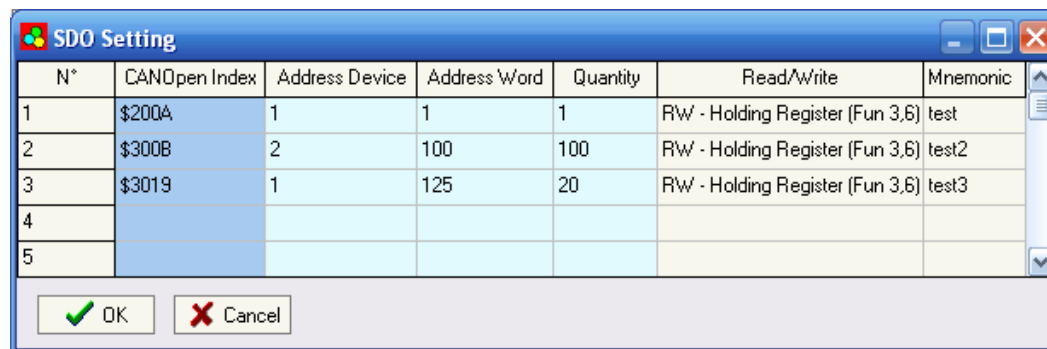 SDO Setting
N° CANOpen Index Address Device Address Word Quantity Read/Write Mnemonic
1 $200A 1 1 1 RW - Holding Register (Fun 3,6) test
2 $300B 2 100 100 RW - Holding Register (Fun 3,6) test2
3 $3019 1 125 20 RW - Holding Register (Fun 3,6) test3
4
5
OK Cancel